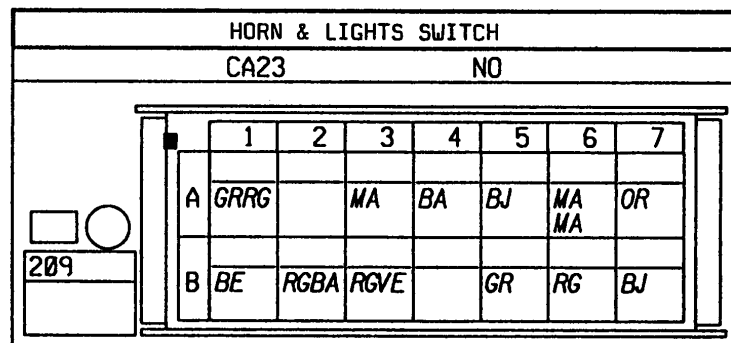 HORN & LIGHTS SWITCH
CA23 NO
1 2 3 4 5 6 7
A GRRG MA BA BJ MA OR
MA
209
B BE RGBA RGVE GR RG BJ